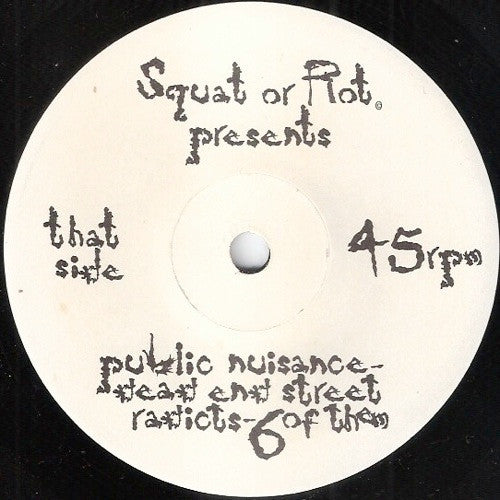 Squat or Rot.
presents
that
side
45rpm
public nuisance-
dead end street
radicts-6 of them